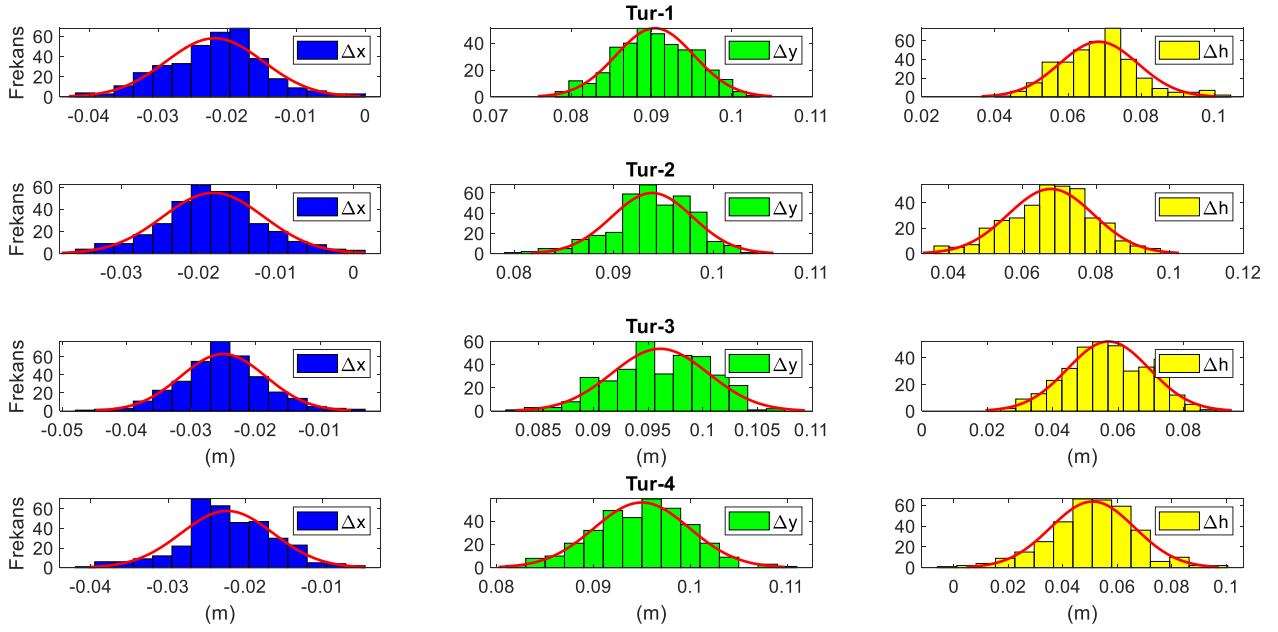 Tur-1
Frekans
60
40
20
0
-0.04 -0.03 -0.02 -0.01 0
Δx
40
20
0
0.07 0.08 0.09 0.1 0.11
Δy
60
40
20
0
0.02 0.04 0.06 0.08 0.1
Δh
Tur-2
Frekans
60
40
20
0
-0.03 -0.02 -0.01 0
Δx
60
40
20
0
0.08 0.09 0.1 0.11
Δy
40
20
0
0.04 0.06 0.08 0.1 0.12
Δh
Tur-3
Frekans
60
40
20
0
-0.05 -0.04 -0.03 -0.02 -0.01
(m)
Δx
60
40
20
0
0.085 0.09 0.095 0.1 0.105 0.11
(m)
Δy
40
20
0
0 0.02 0.04 0.06 0.08
(m)
Δh
Tur-4
Frekans
60
40
20
0
-0.04 -0.03 -0.02 -0.01
(m)
Δx
60
40
20
0
0.08 0.09 0.1 0.11
(m)
Δy
60
40
20
0
0 0.02 0.04 0.06 0.08 0.1
(m)
Δh